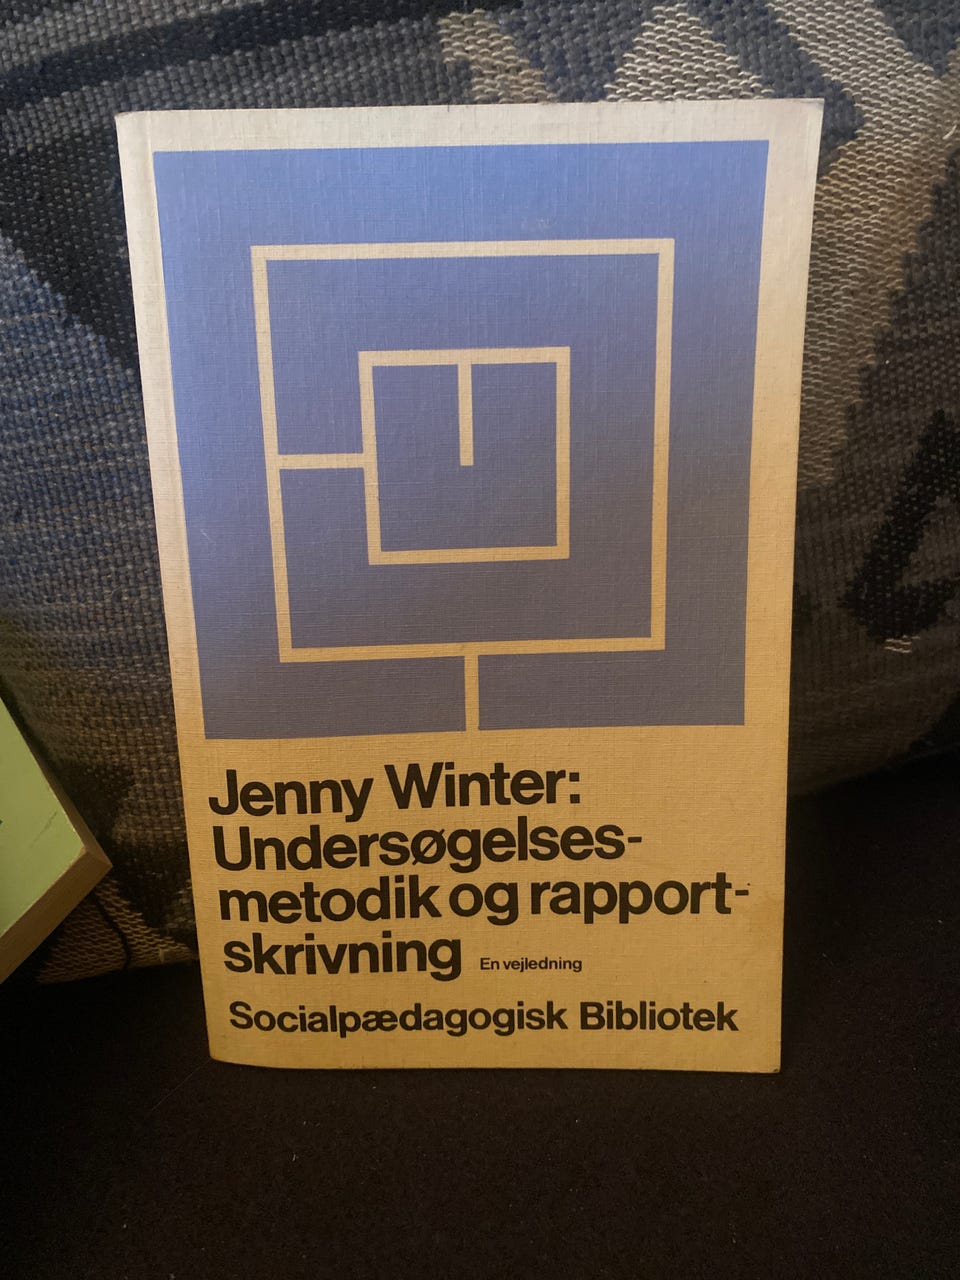 Jenny Winter:
Undersøgelses-
metodik og rapport-
skrivning En vejledning
Socialpædagogisk Bibliotek